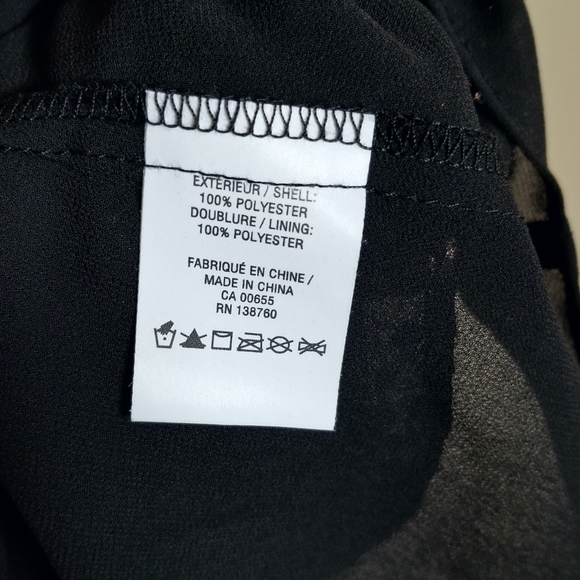 EXTÉRIEUR / SHELL:
100% POLYESTER
DOUBLURE / LINING:
100% POLYESTER
FABRIQUÉ EN CHINE /
MADE IN CHINA
CA 00655
RN 138760